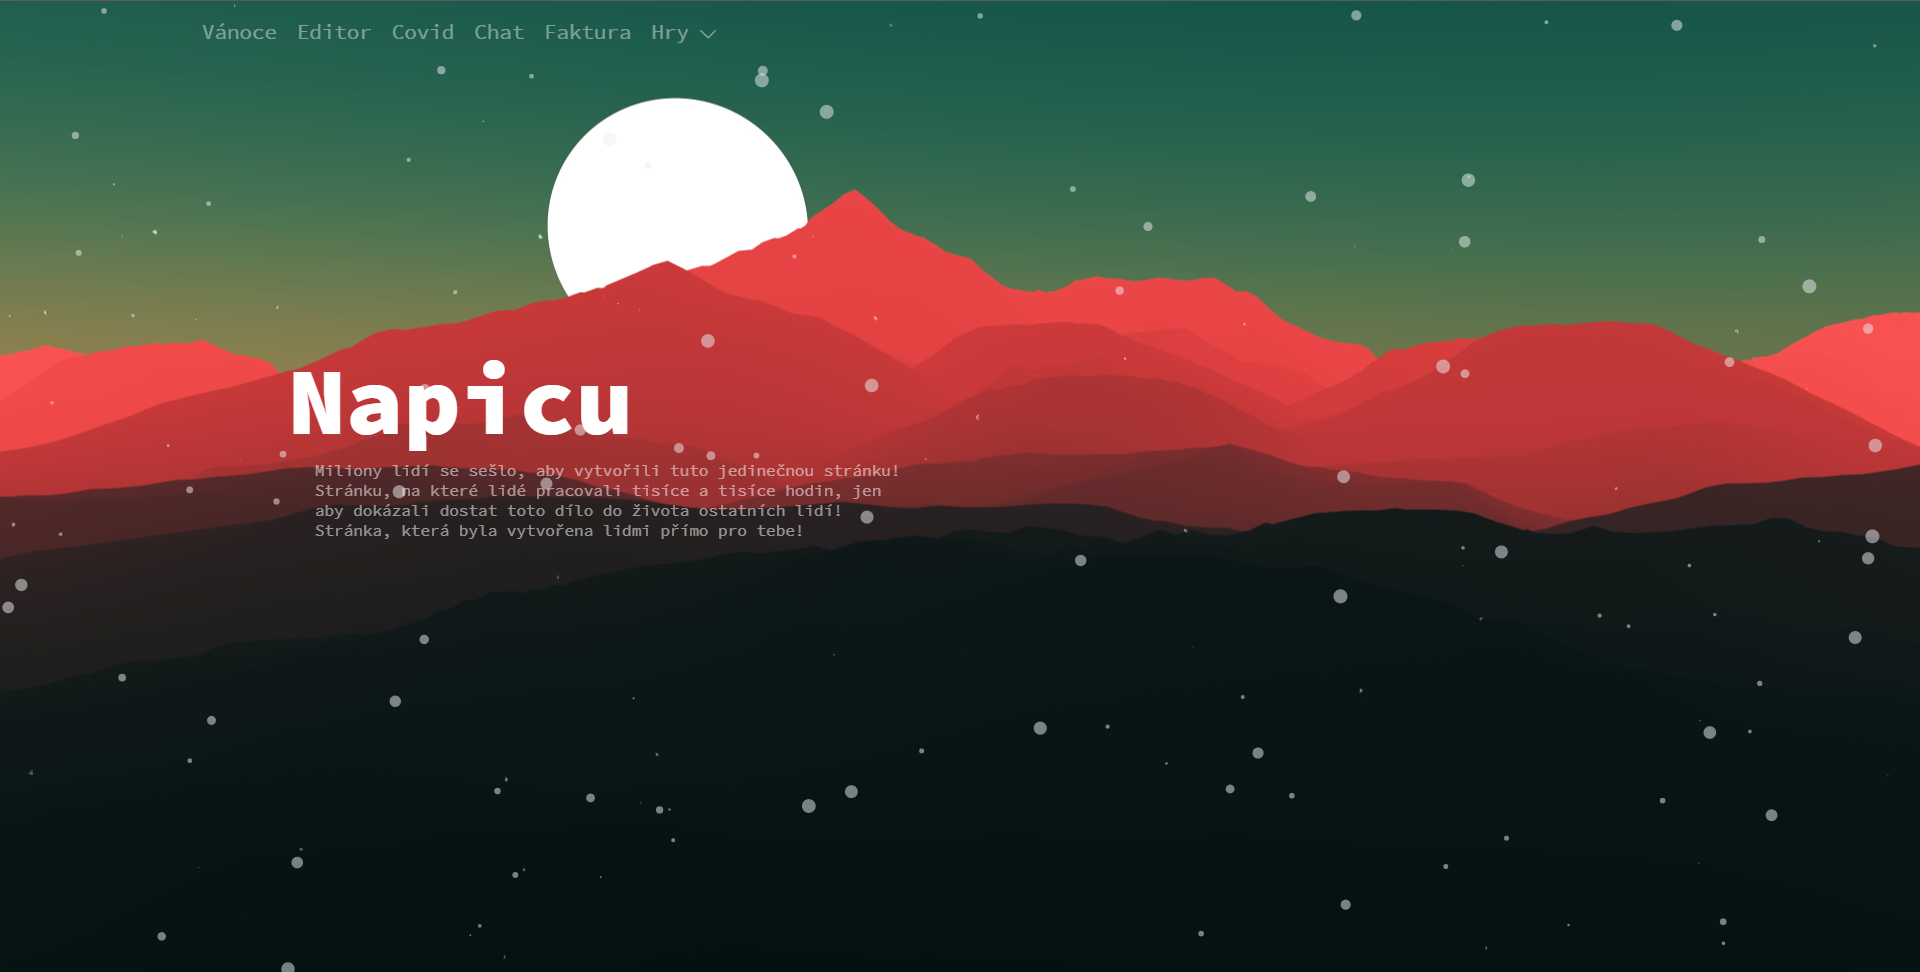 Vánoce Editor Covid Chat Faktura Hry
Napicu
Miliony lidí se sešlo, aby vytvořili tuto jedinečnou stránku!
Stránku, na které lidé pracovali tisíce a tisíce hodin, jen
aby dokázali dostat toto dílo do života ostatních lidí!
Stránka, která byla vytvořena lidmi přímo pro tebe!